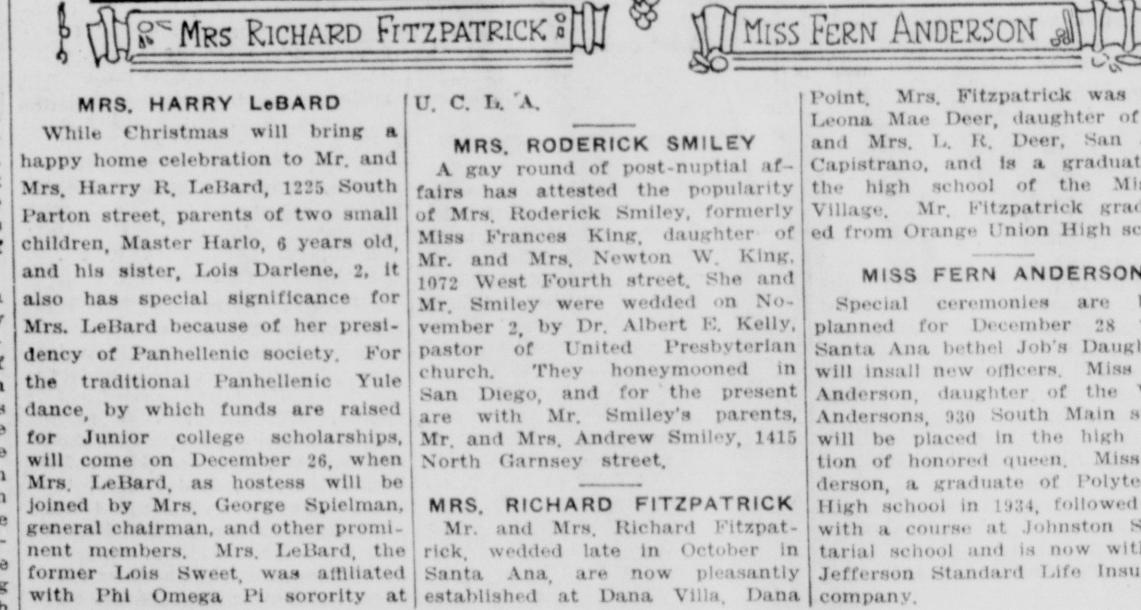 MRS RICHARD FITZPATRICK
MISS FERN ANDERSON
MRS. HARRY LeBARD
While Christmas will bring a
happy home celebration to Mr. and
Mrs. Harry R. LeBard, 1225 South
Parton street, parents of two small
children, Master Harlo, 6 years old,
and his sister, Lois Darlene, 2, it
also has special significance for
Mrs. LeBard because of her presi-
dency of Panhellenic society. For
the traditional Panhellenic Yule
dance, by which funds are raised
for Junior college scholarships,
will come on December 26, when
Mrs. LeBard, as hostess will be
joined by Mrs. George Spielman,
general chairman, and other promi-
nent members. Mrs. LeBard, the
former Lois Sweet, was affiliated
with Phi Omega Pi sorority at
U. C. L. A.
MRS. RODERICK SMILEY
A gay round of post-nuptial af-
fairs has attested the popularity
of Mrs. Roderick Smiley, formerly
Miss Frances King, daughter of
Mr. and Mrs. Newton W. King,
1072 West Fourth street. She and
Mr. Smiley were wedded on No-
vember 2, by Dr. Albert E. Kelly,
pastor of United Presbyterian
church. They honeymooned in
San Diego, and for the present
are with Mr. Smiley's parents,
Mr. and Mrs. Andrew Smiley, 1415
North Garnsey street.
MRS. RICHARD FITZPATRICK
Mr. and Mrs. Richard Fitzpat-
rick, wedded late in October in
Santa Ana, are now pleasantly
established at Dana Villa, Dana
Point. Mrs. Fitzpatrick was
Leona Mae Deer, daughter of
and Mrs. L. R. Deer, San
Capistrano, and is a graduat
the high school of the Mi
Village. Mr. Fitzpatrick grad
ed from Orange Union High sc
MISS FERN ANDERSON
Special ceremonies are
planned for December 28
Santa Ana bethel Job's Daugh
will insall new officers. Miss
Anderson, daughter of the
Andersons, 930 South Main s
will be placed in the high
tion of honored queen. Miss
derson, a graduate of Polyte
High school in 1934, followed
with a course at Johnston S
tarial school and is now wit
Jefferson Standard Life Insu
company.